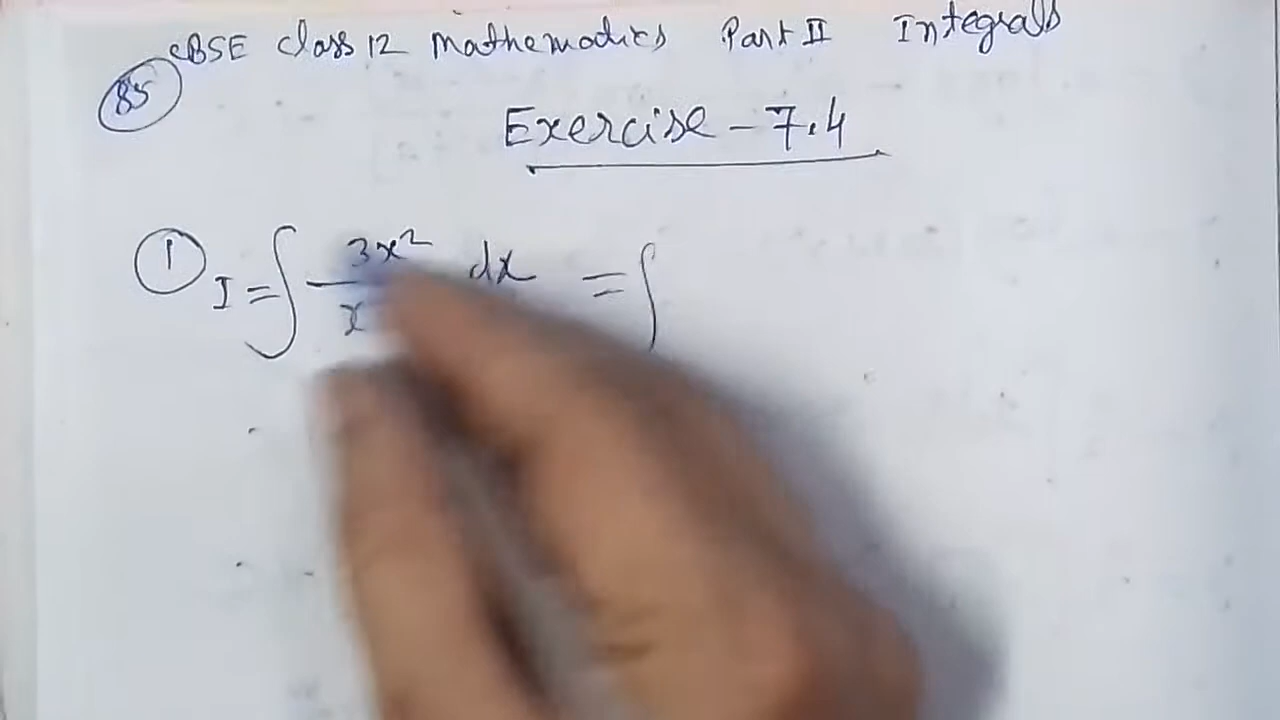 CBSE Class 12 Mathematics Part II Integrals
85
Exercise - 7.4
① I = ∫ 3x² / x dx = ∫